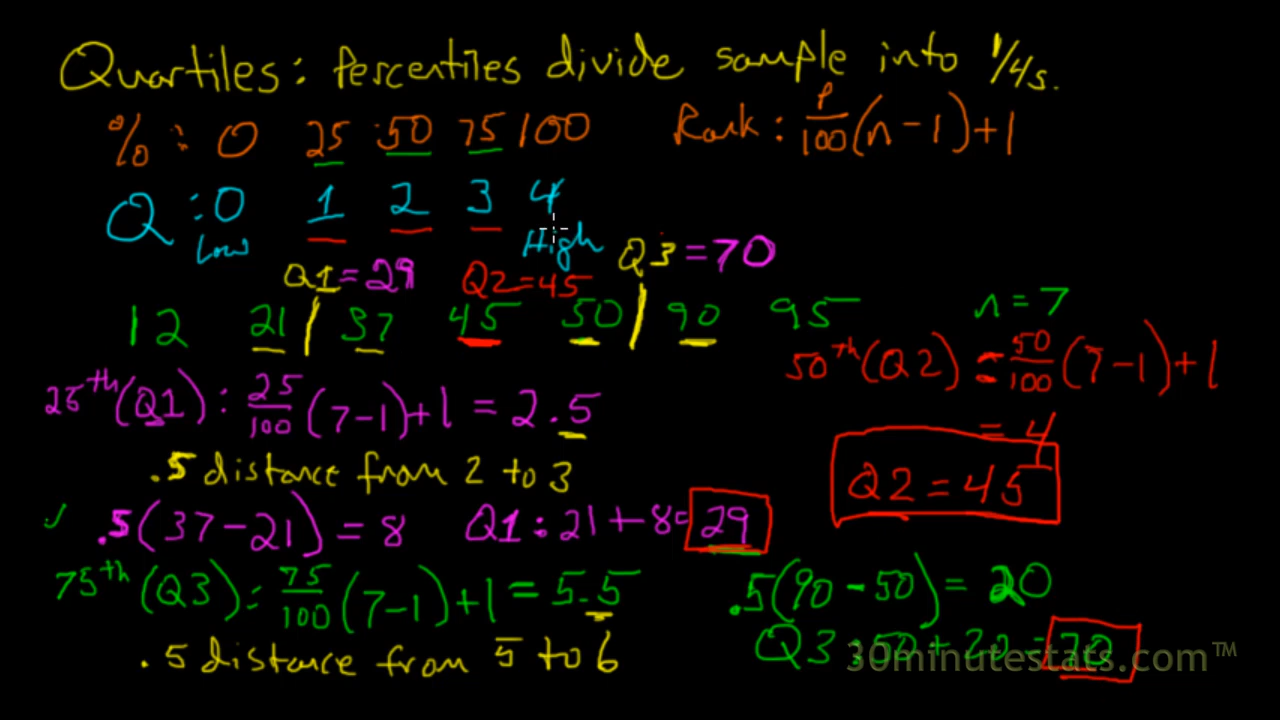 Quartiles: Percentiles divide sample into 1/4s.
% : 0 25 50 75 100
Rank : P/100 (n-1)+1
Q : 0 1 2 3 4
Low High
Q1=29 Q2=45 Q3=70
12 21 37 45 50 90 95
n=7
50th (Q2) = 50/100 (7-1)+1
= 4
Q2=45
25th (Q1) : 25/100 (7-1)+1 = 2.5
.5 distance from 2 to 3
.5(37-21) = 8 Q1 : 21+8=29
75th (Q3) : 75/100 (7-1)+1 = 5.5
.5 distance from 5 to 6
.5(90-50) = 20
Q3 : 50+20=70
30minutestats.com™